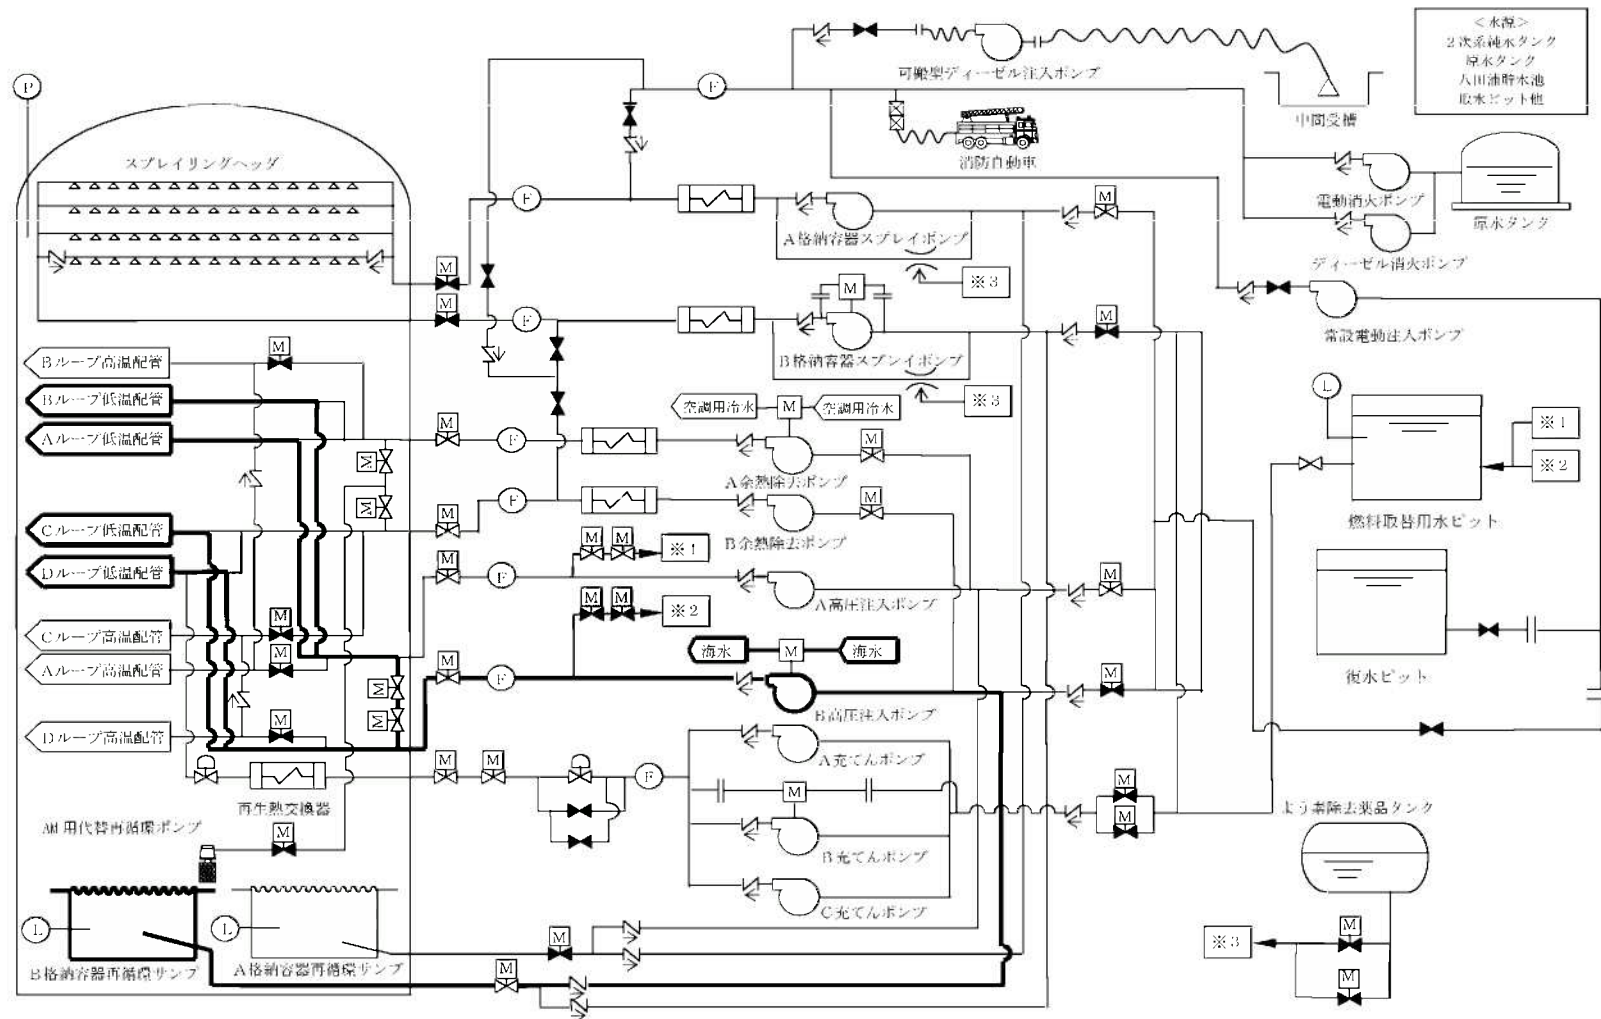 <水源>
2次系純水タンク
原水タンク
八田浦貯水池
取水ピット他
可搬型ディーゼル注入ポンプ
中間受槽
消防自動車
電動消火ポンプ
原水タンク
ディーゼル消火ポンプ
常設電動注入ポンプ
P
スプレイリングヘッダ
F
F
A格納容器スプレイポンプ
※3
M
M
M
F
M
M
M
B格納容器スプレイポンプ
※3
Bループ高温配管
M
Bループ低温配管
Aループ低温配管
空調用冷水
M
空調用冷水
M
F
M
A余熱除去ポンプ
M
M
M
F
M
B余熱除去ポンプ
L
※1
※2
燃料取替用水ピット
Cループ低温配管
Dループ低温配管
M
M
※1
M
F
A高圧注入ポンプ
M
M
M
※2
復水ピット
Cループ高温配管
M
Aループ高温配管
M
M
M
海水
M
海水
M
F
B高圧注入ポンプ
M
Dループ高温配管
M
再生熱交換器
M
M
F
A充てんポンプ
M
B充てんポンプ
C充てんポンプ
M
M
よう素除去薬品タンク
AM用代替再循環ポンプ
M
L
L
B格納容器再循環サンプ
A格納容器再循環サンプ
M
M
※3
M
M